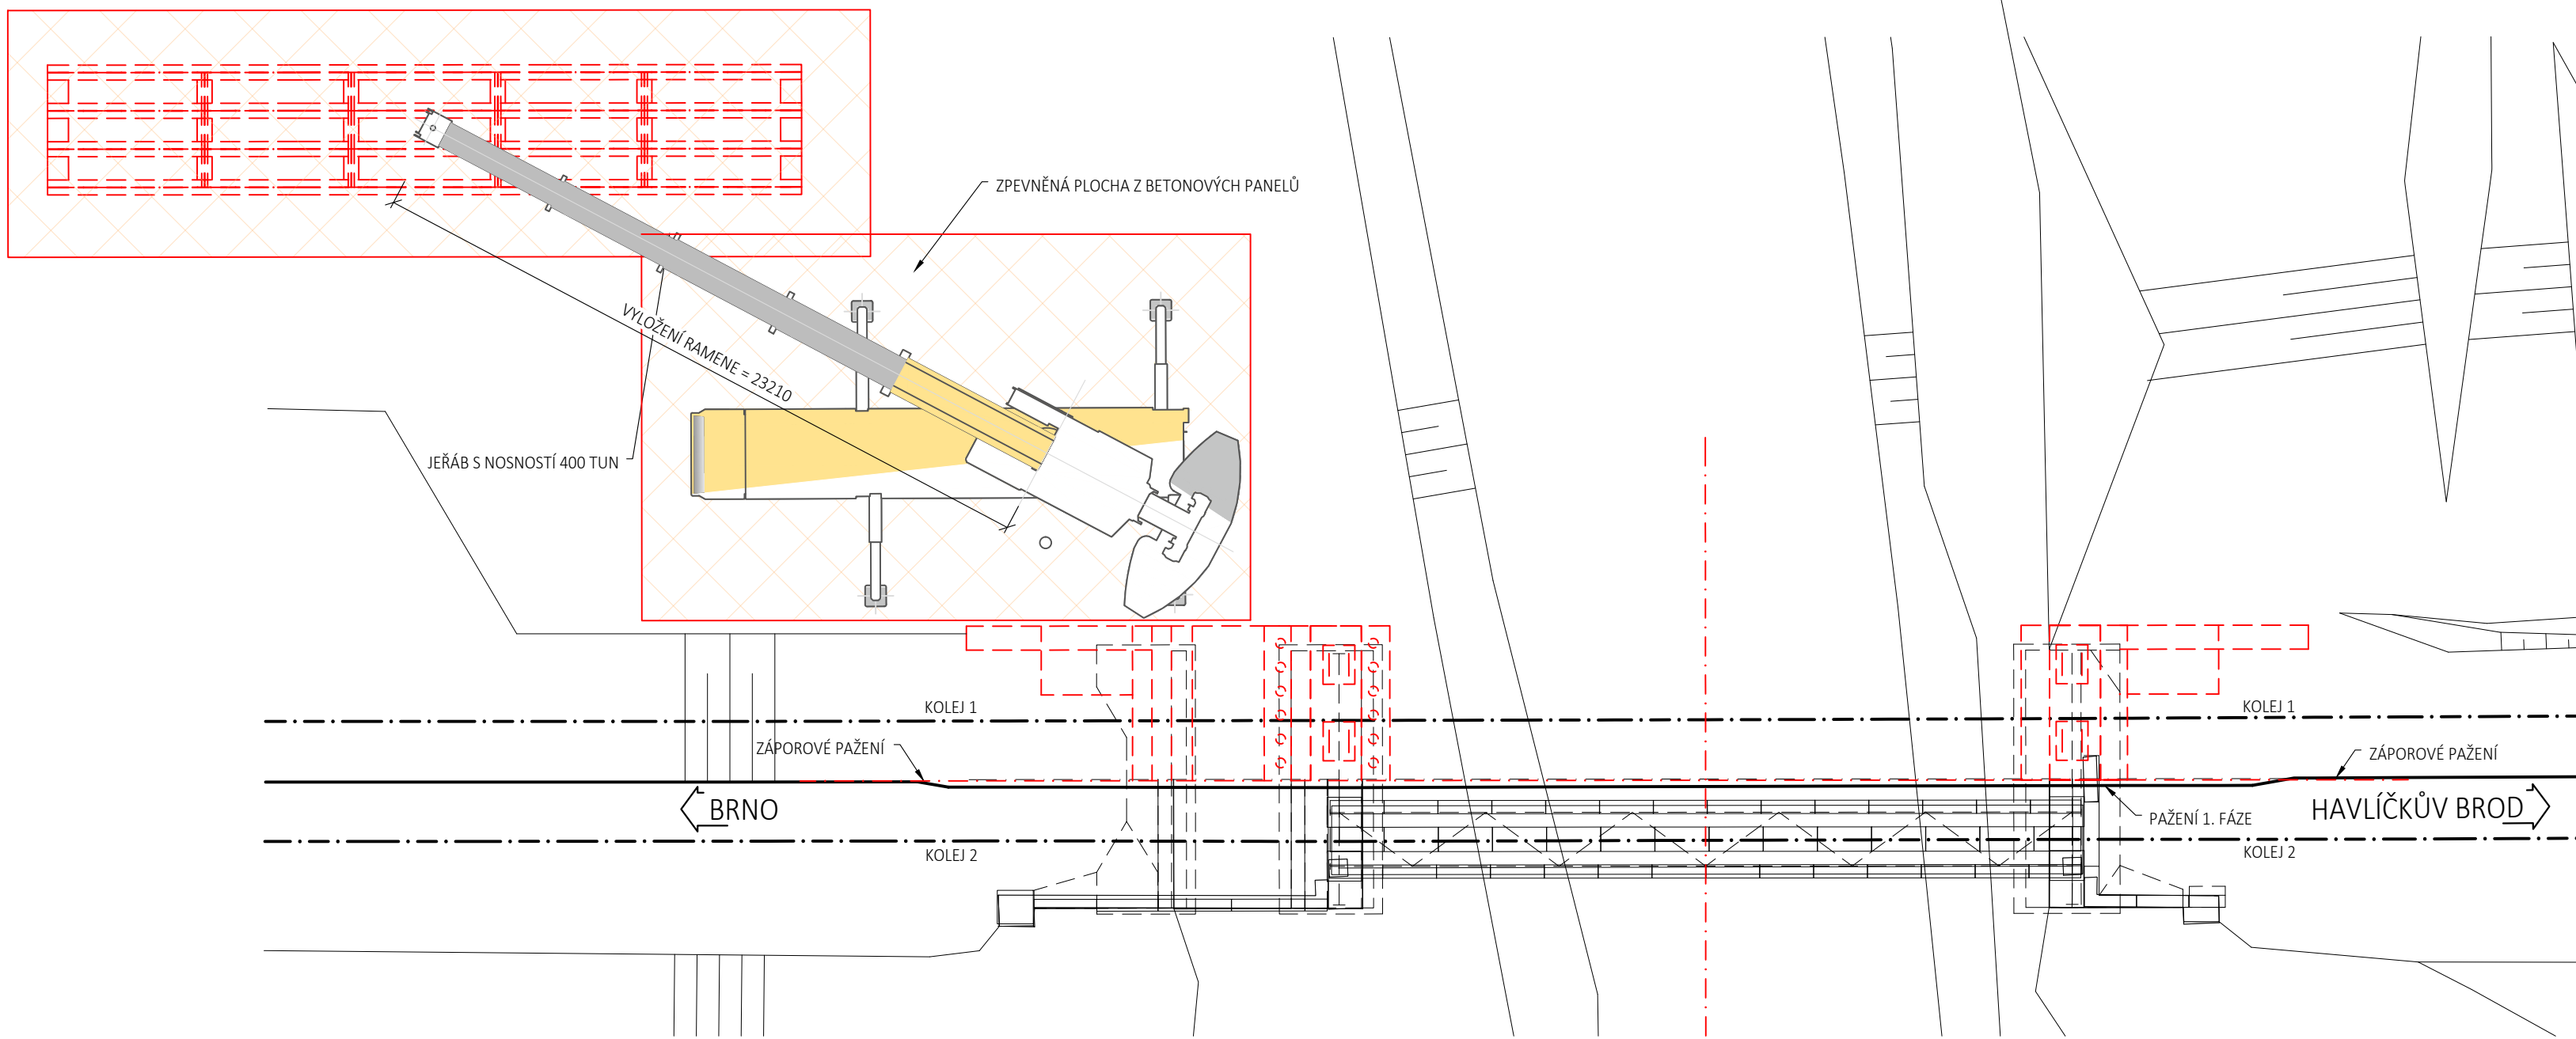 ZPEVNĚNÁ PLOCHA Z BETONOVÝCH PANELŮ
VYLOŽENÍ RAMENE = 23210
JEŘÁB S NOSNOSTÍ 400 TUN
KOLEJ 1
KOLEJ 1
ZÁPOROVÉ PAŽENÍ
ZÁPOROVÉ PAŽENÍ
BRNO
HAVLÍČKŮV BROD
PAŽENÍ 1. FÁZE
KOLEJ 2
KOLEJ 2